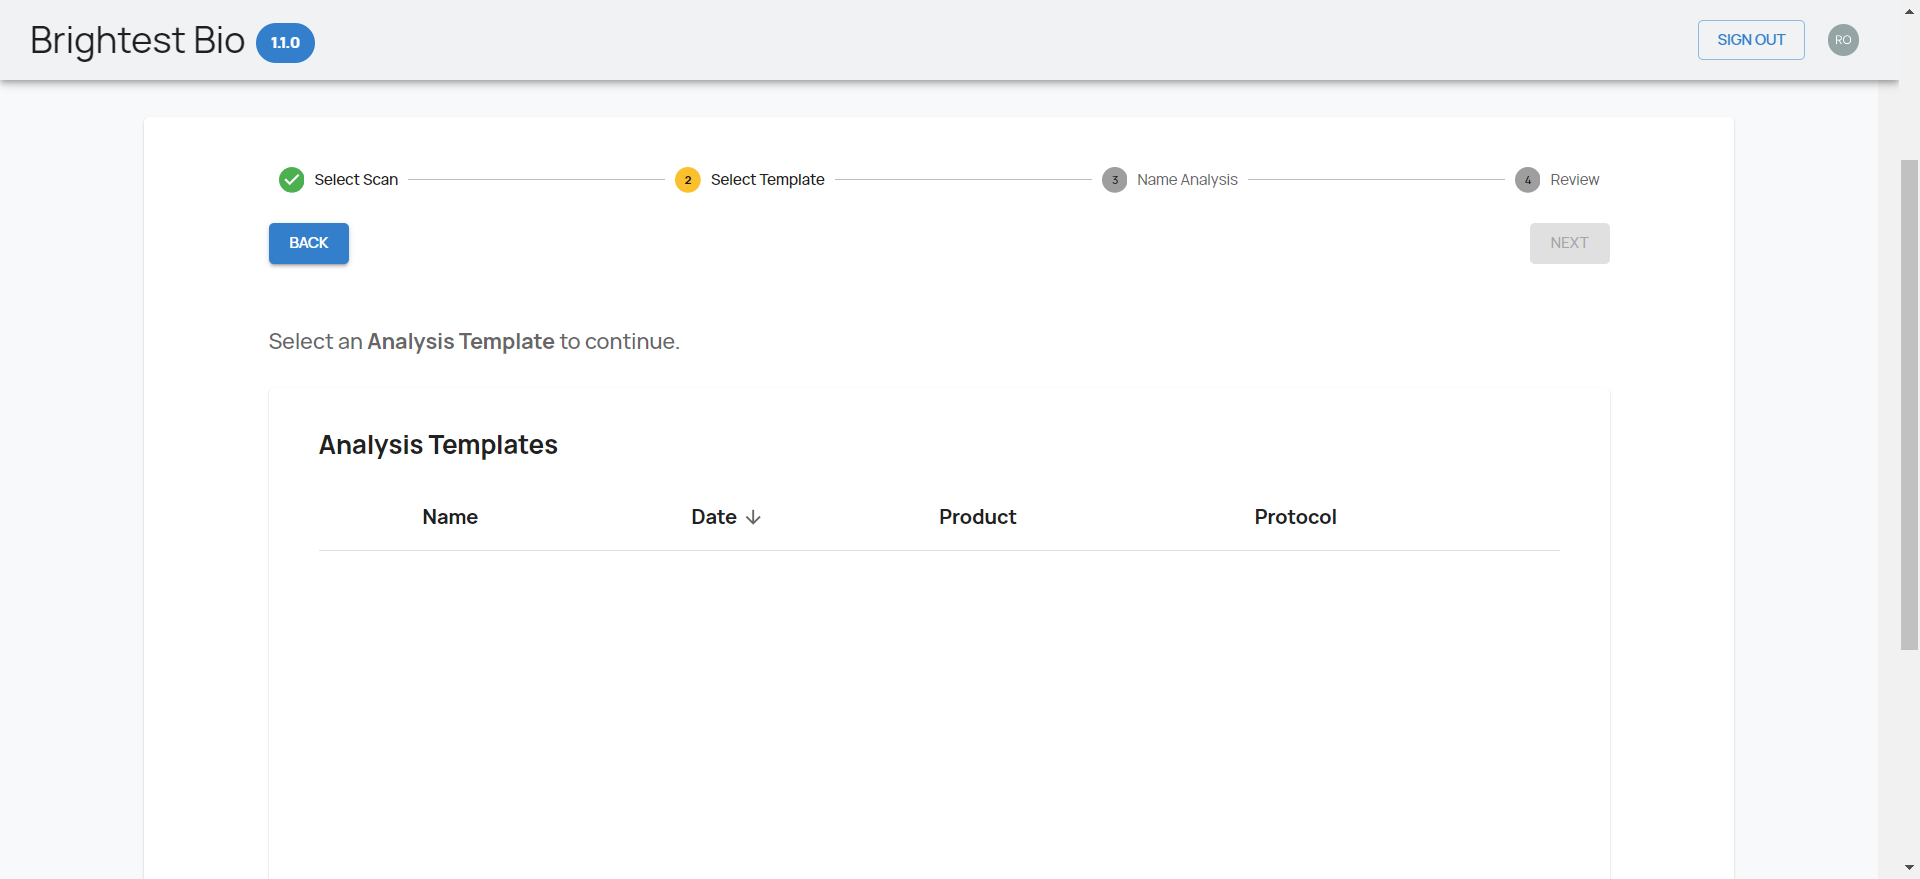 Brightest Bio 1.1.0 SIGN OUT RO
Select Scan 2 Select Template 3 Name Analysis 4 Review
BACK NEXT
Select an Analysis Template to continue.
Analysis Templates
Name Date Product Protocol